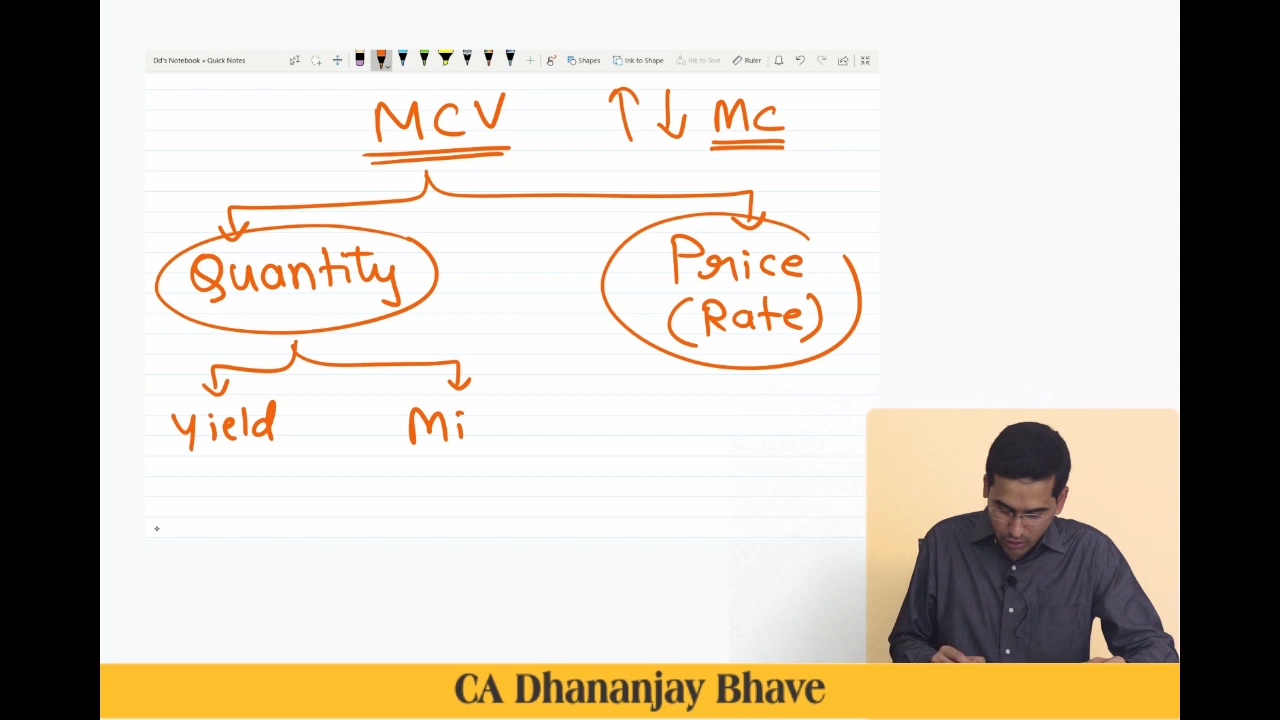 Dd's Notebook » Quick Notes
Shapes
Ink to Shape
Ink to Text
Ruler
MCV ↑ ↓ MC
Quantity
Price
(Rate)
Yield
Mi
CA Dhananjay Bhave